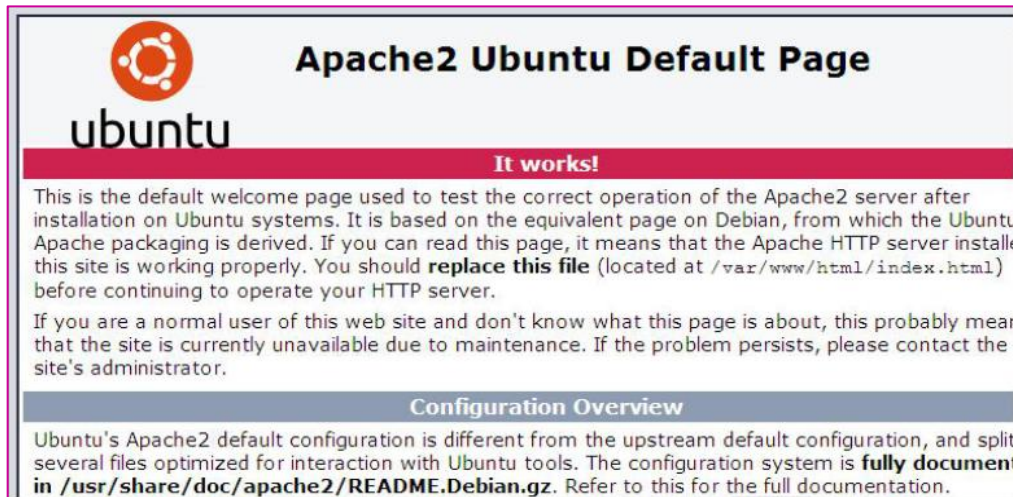 Apache2 Ubuntu Default Page
ubuntu
It works!
This is the default welcome page used to test the correct operation of the Apache2 server after
installation on Ubuntu systems. It is based on the equivalent page on Debian, from which the Ubuntu
Apache packaging is derived. If you can read this page, it means that the Apache HTTP server installe
this site is working properly. You should replace this file (located at /var/www/html/index.html)
before continuing to operate your HTTP server.
If you are a normal user of this web site and don't know what this page is about, this probably mean
that the site is currently unavailable due to maintenance. If the problem persists, please contact the
site's administrator.
Configuration Overview
Ubuntu's Apache2 default configuration is different from the upstream default configuration, and split
several files optimized for interaction with Ubuntu tools. The configuration system is fully document
in /usr/share/doc/apache2/README.Debian.gz. Refer to this for the full documentation.